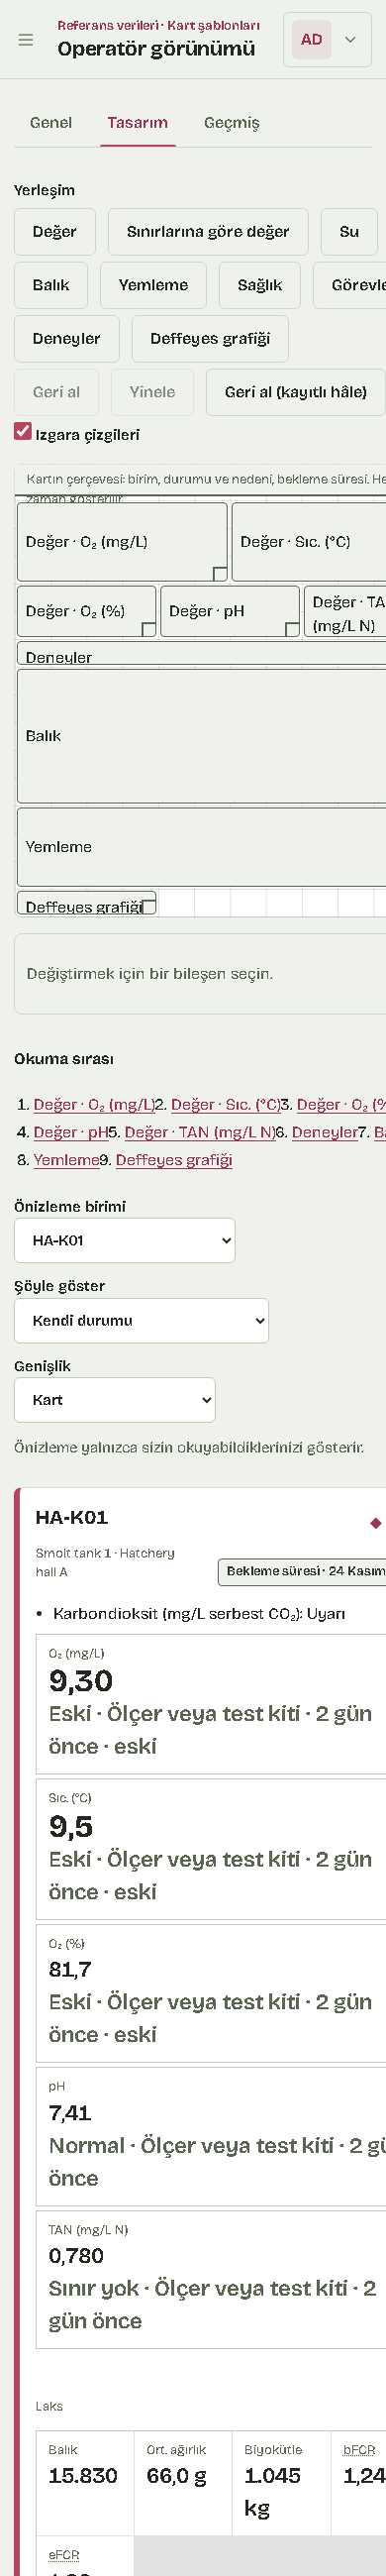 Referans verileri · Kart şablonları
Operatör görünümü
AD
Genel Tasarım Geçmiş
Yerleşim
Değer Sınırlarına göre değer Su
Balık Yemleme Sağlık Görevle
Deneyler Deffeyes grafiği
Geri al Yinele Geri al (kayıtlı hâle)
Izgara çizgileri
Kartın çerçevesi: birim, durumu ve nedeni, bekleme süresi. He
zaman gösterilir.
Değer · O₂ (mg/L) Değer · Sıc. (°C)
Değer · O₂ (%) Değer · pH Değer · TA
(mg/L N)
Deneyler
Balık
Yemleme
Deffeyes grafiği
Değiştirmek için bir bileşen seçin.
Okuma sırası
1. Değer · O₂ (mg/L)2. Değer · Sıc. (°C)3. Değer · O₂ (%
4. Değer · pH5. Değer · TAN (mg/L N)6. Deneyler7. Ba
8. Yemleme9. Deffeyes grafiği
Önizleme birimi
HA-K01
Şöyle göster
Kendi durumu
Genişlik
Kart
Önizleme yalnızca sizin okuyabildiklerinizi gösterir.
HA-K01
Smolt tank 1 · Hatchery
hall A
Bekleme süresi · 24 Kasım
• Karbondioksit (mg/L serbest CO₂): Uyarı
O₂ (mg/L)
9,30
Eski · Ölçer veya test kiti · 2 gün
önce · eski
Sıc. (°C)
9,5
Eski · Ölçer veya test kiti · 2 gün
önce · eski
O₂ (%)
81,7
Eski · Ölçer veya test kiti · 2 gün
önce · eski
pH
7,41
Normal · Ölçer veya test kiti · 2 gü
önce
TAN (mg/L N)
0,780
Sınır yok · Ölçer veya test kiti · 2
gün önce
Laks
Balık Ort. ağırlık Biyokütle bFCR
15.830 66,0 g 1.045 1,24
kg
eFCR